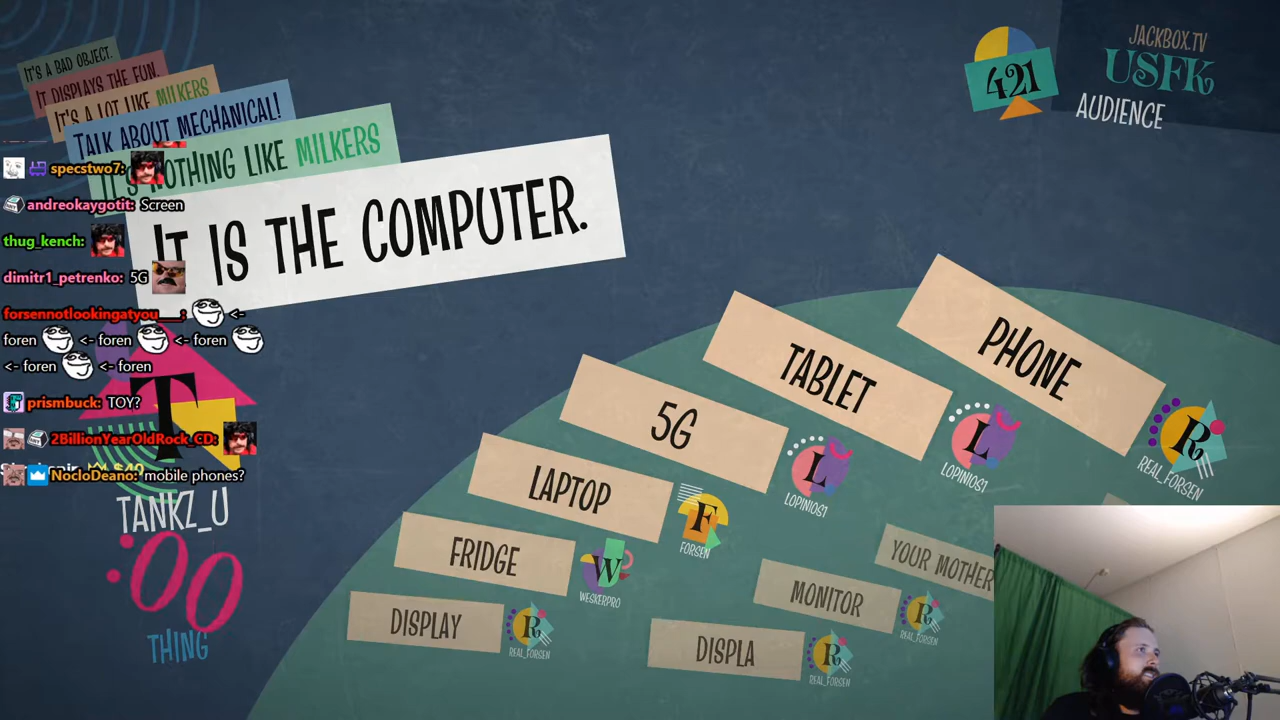 IT'S A BAD OBJECT.
IT DISPLAYS THE FUN.
IT'S A LOT LIKE MILKERS
TALK ABOUT MECHANICAL!
IT'S NOTHING LIKE MILKERS
IT IS THE COMPUTER.
specstwo7:
andreokaygotit: Screen
thug_kench:
dimitr1_petrenko: 5G
forsennotlookingatyou___: <-
foren <- foren <- foren
<- foren <- foren
prismbuck: TOY?
2BillionYearOldRock_CD:
NocloDeano: mobile phones?
T
TANKZ_U
:00
THING
421
JACKBOX.TV
USFK
AUDIENCE
PHONE
R
REAL_FORSEN
TABLET
L
LOPINIOS1
5G
L
LOPINIOS1
LAPTOP
F
FORSEN
FRIDGE
W
WESKERPRO
YOUR MOTHER
MONITOR
R
REAL_FORSEN
DISPLAY
R
REAL_FORSEN
DISPLA
R
REAL_FORSEN